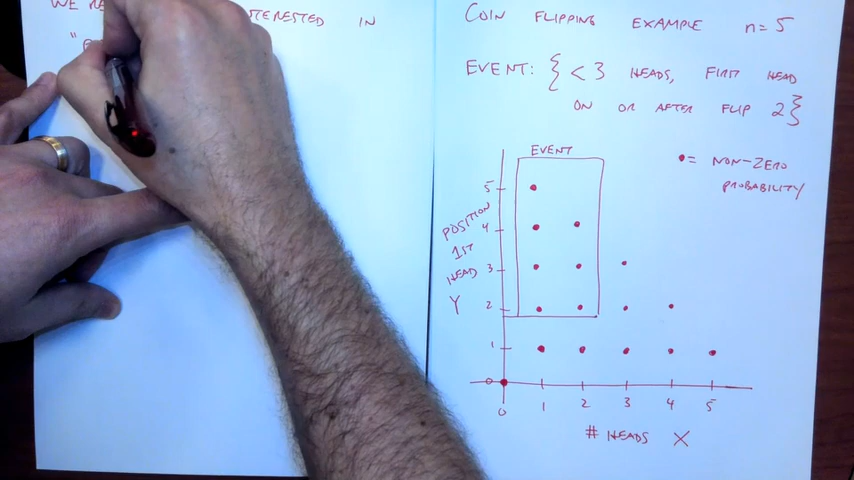 WE INTERESTED IN
COIN FLIPPING EXAMPLE n=5
EVENT: { < 3 HEADS, FIRST HEAD
ON OR AFTER FLIP 2}
EVENT
• = NON-ZERO
PROBABILITY
5
POSITION
4
1ST
3
HEAD
Y
2
1
0
0 1 2 3 4 5
# HEADS X